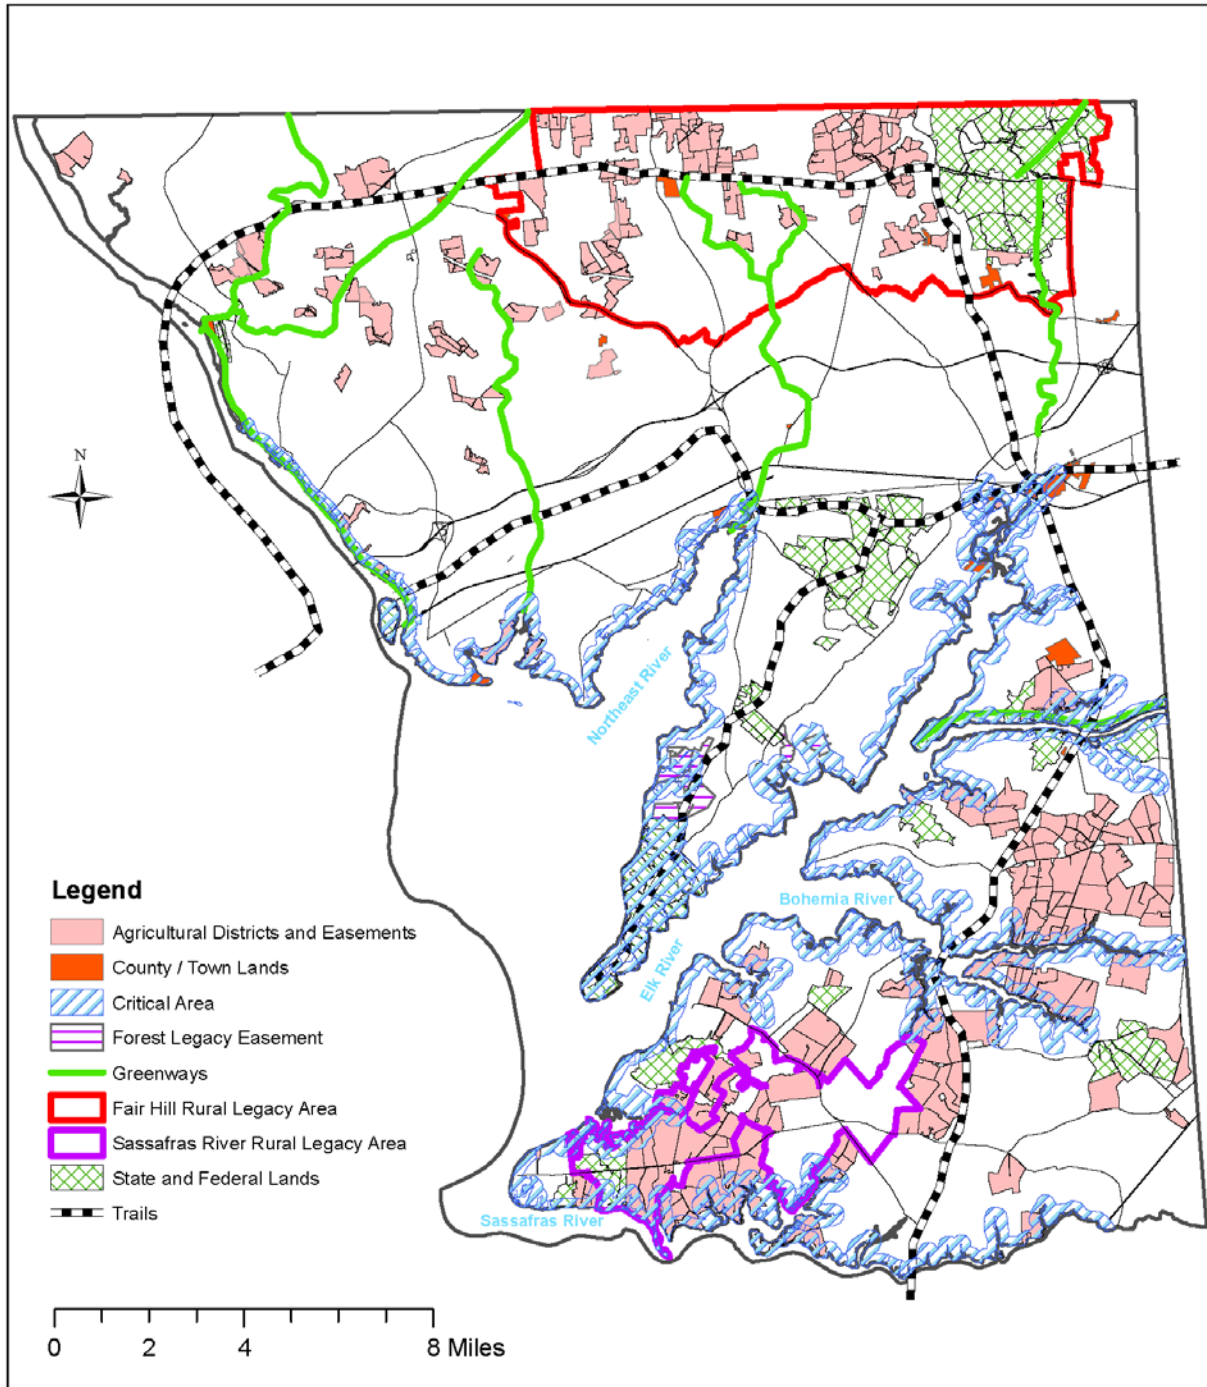 N
Northeast River
Bohemia River
Elk River
Sassafras River
Legend
Agricultural Districts and Easements
County / Town Lands
Critical Area
Forest Legacy Easement
Greenways
Fair Hill Rural Legacy Area
Sassafras River Rural Legacy Area
State and Federal Lands
Trails
0 2 4 8 Miles